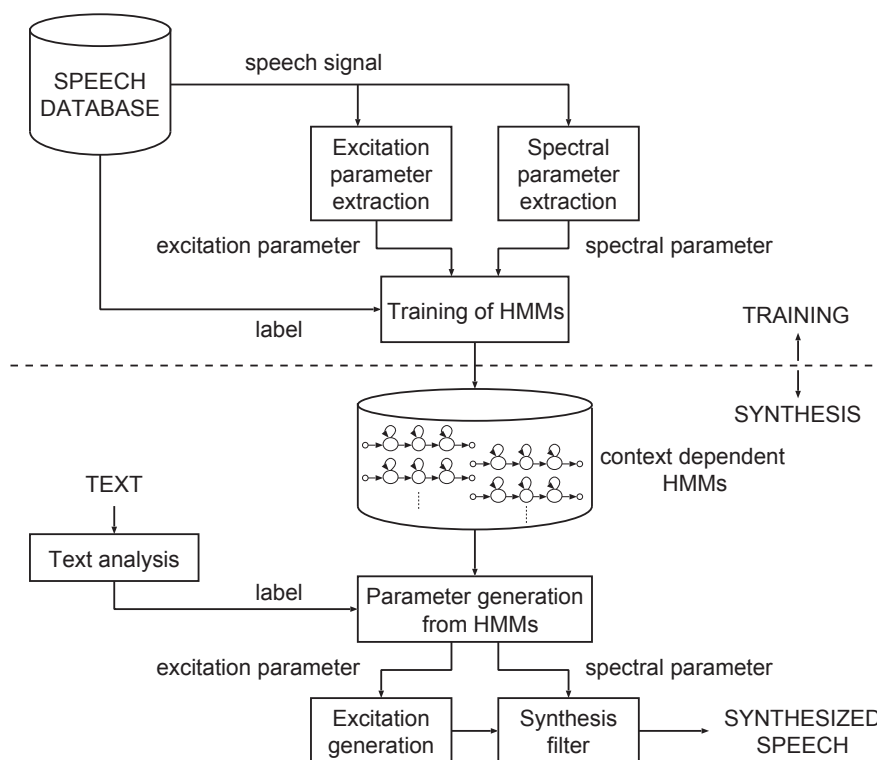 speech signal
SPEECH
DATABASE
Excitation
parameter
extraction
Spectral
parameter
extraction
excitation parameter
spectral parameter
Training of HMMs
label
TRAINING
SYNTHESIS
context dependent
HMMs
TEXT
Text analysis
label
Parameter generation
from HMMs
excitation parameter
spectral parameter
Excitation
generation
Synthesis
filter
SYNTHESIZED
SPEECH